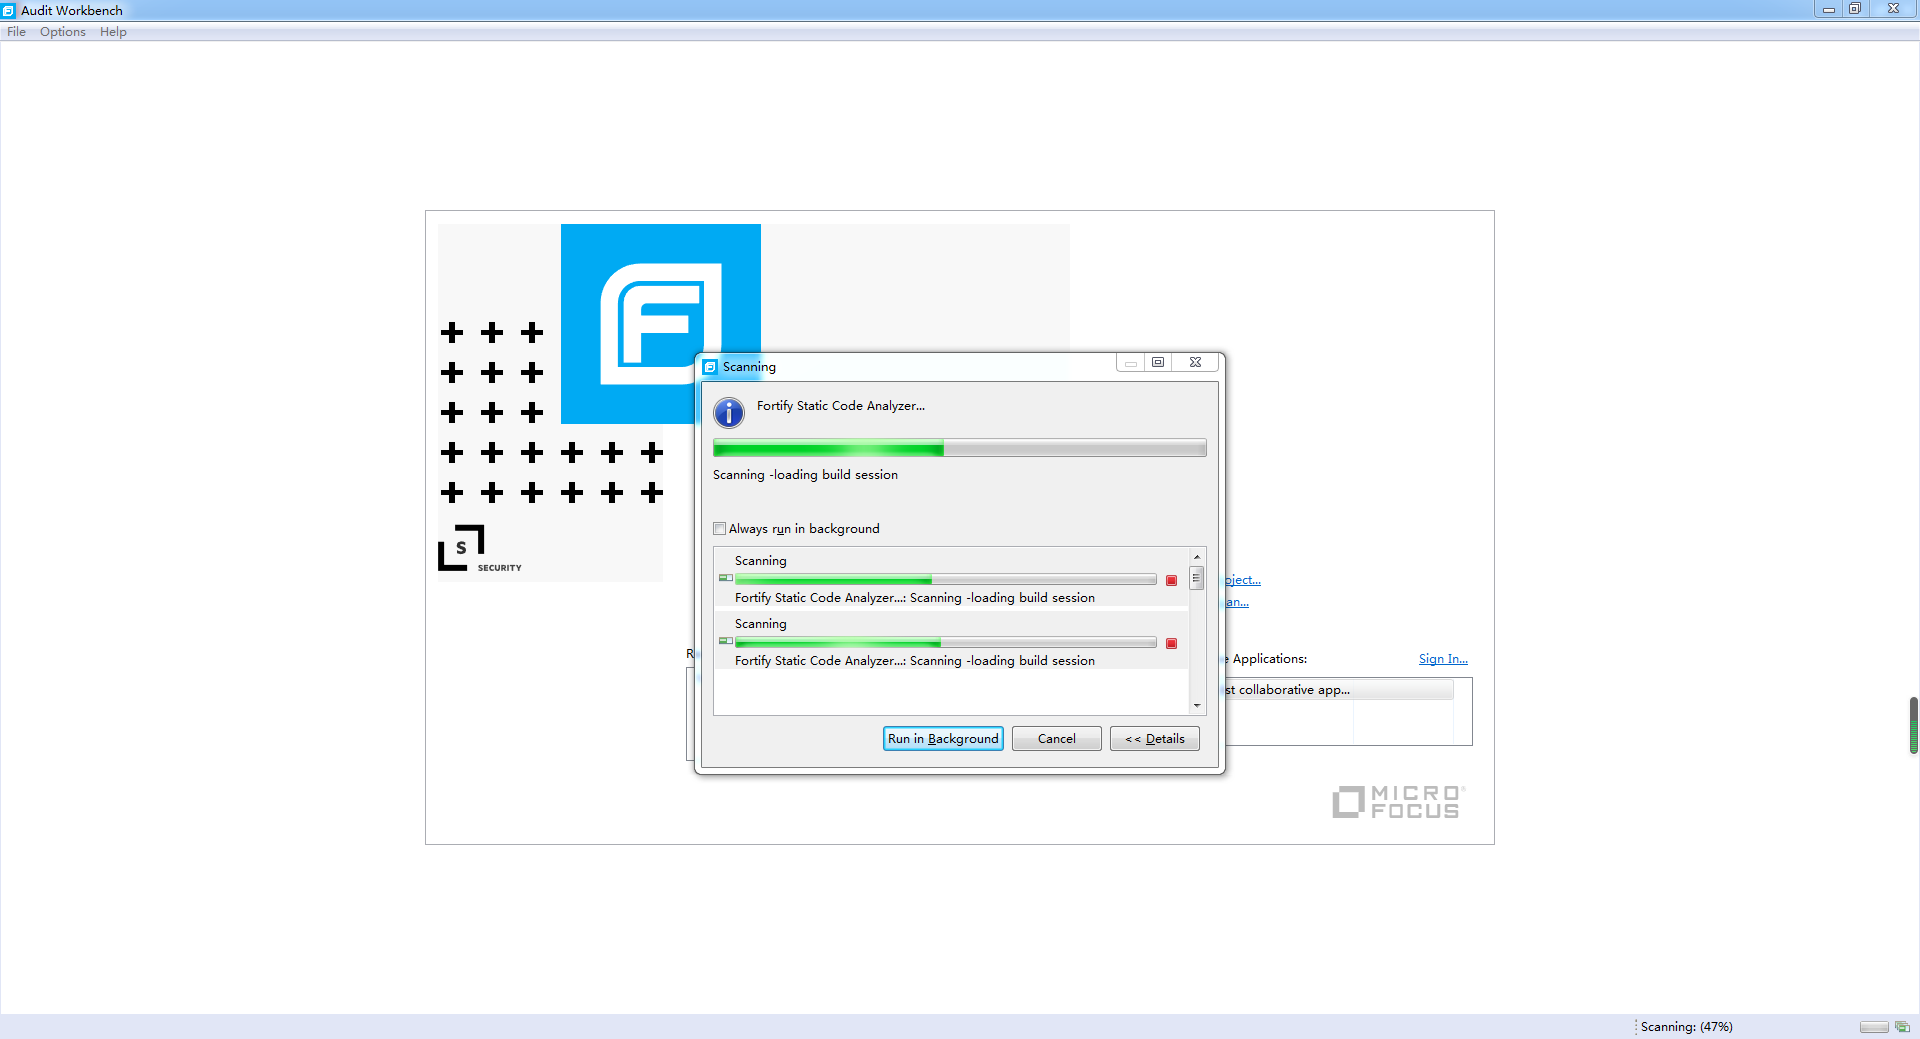 Audit Workbench
File Options Help
SECURITY
S
Scanning
Fortify Static Code Analyzer...
Scanning -loading build session
Always run in background
Scanning
Fortify Static Code Analyzer...: Scanning -loading build session
Scanning
Fortify Static Code Analyzer...: Scanning -loading build session
Run in Background Cancel << Details
oject...
an...
R
e Applications: Sign In...
st collaborative app...
MICRO
FOCUS
Scanning: (47%)